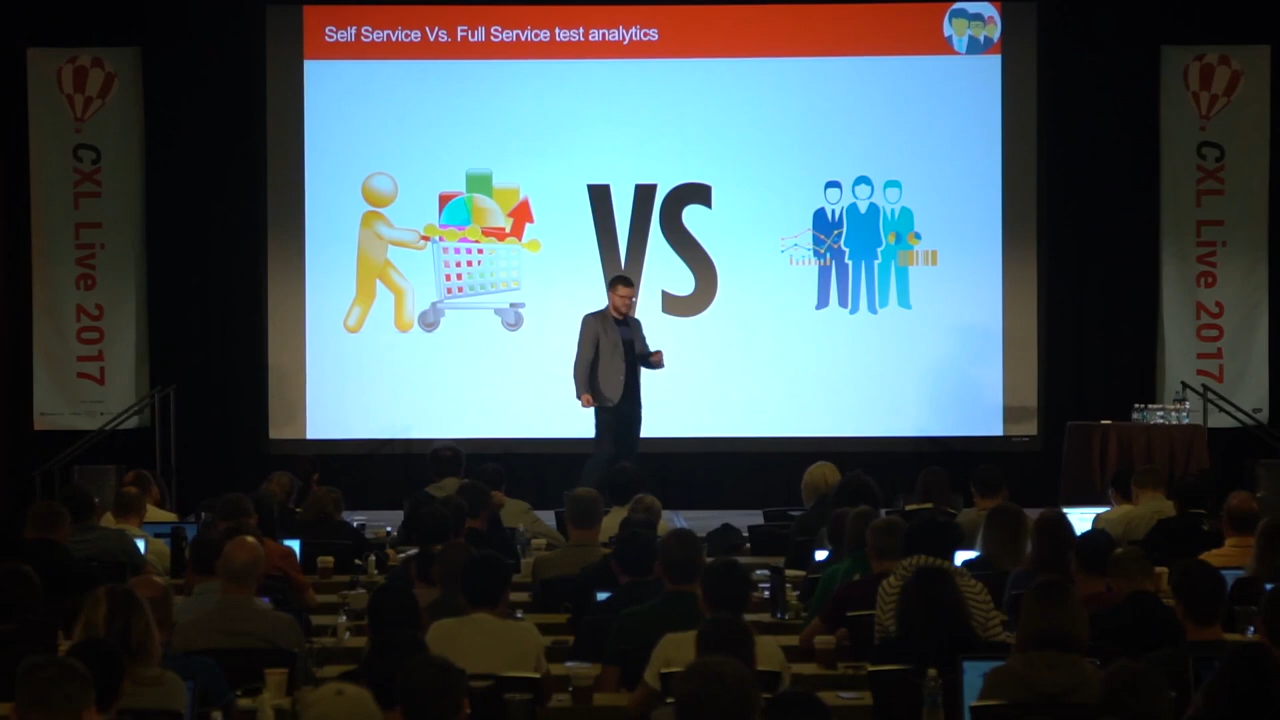 Self Service Vs. Full Service test analytics
VS
CXL Live 2017
CXL Live 2017